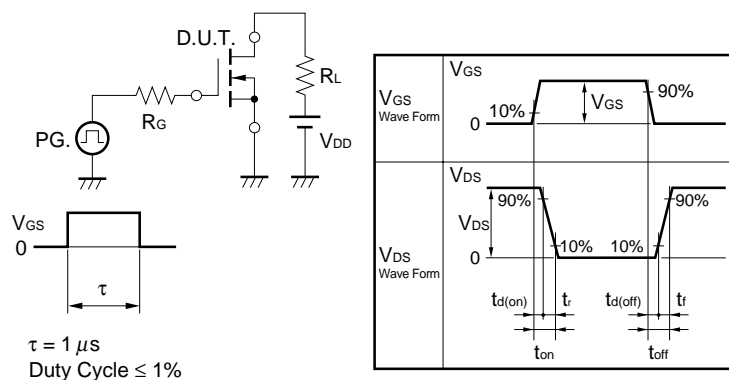 D.U.T.
RL
RG
PG.
VDD
VGS
0
τ
τ = 1 μs
Duty Cycle ≤ 1%
VGS
Wave Form
VGS
10%
VGS
90%
0
VDS
Wave Form
VDS
VDS
90%
90%
10%
10%
0
td(on)
tr
td(off)
tf
ton
toff